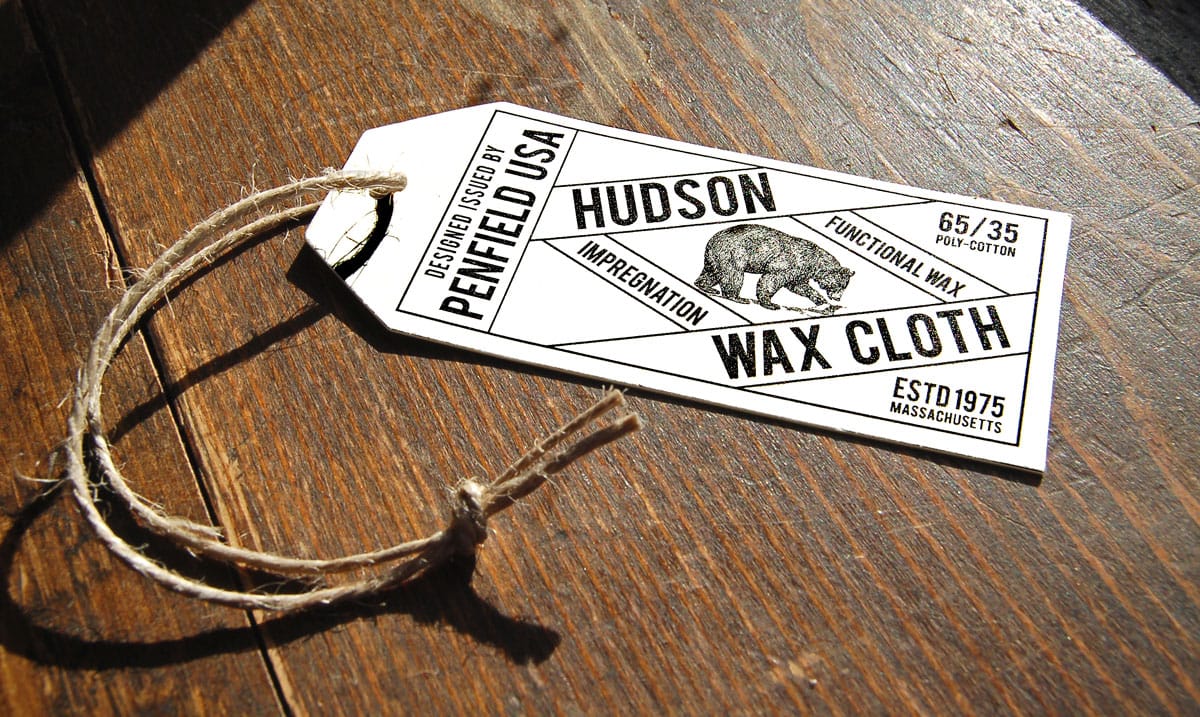 DESIGNED ISSUED BY
PENFIELD USA
HUDSON
65/35
POLY-COTTON
FUNCTIONAL WAX
IMPREGNATION
WAX CLOTH
ESTD 1975
MASSACHUSETTS